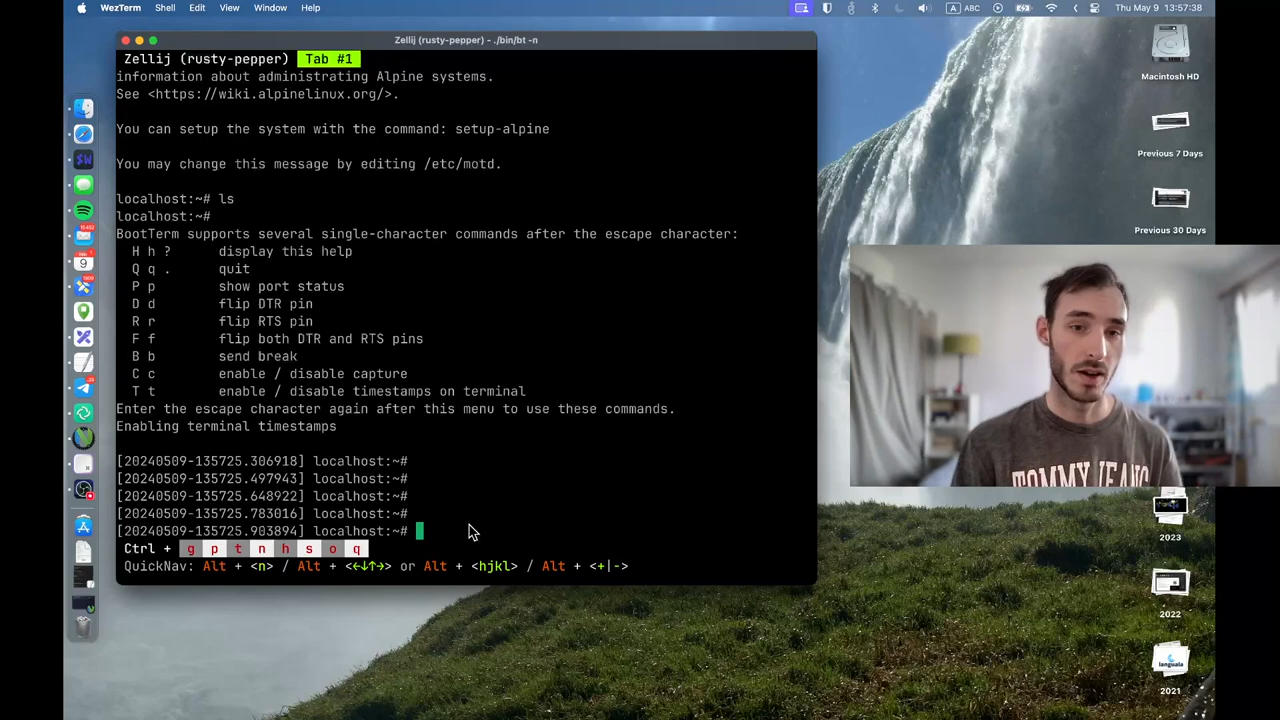 WezTerm Shell Edit View Window Help
ABC Thu May 9 13:57:38
Zellij (rusty-pepper) - ./bin/bt -n
Zellij (rusty-pepper) Tab #1
information about administrating Alpine systems.
See <https://wiki.alpinelinux.org/>.
You can setup the system with the command: setup-alpine
You may change this message by editing /etc/motd.
localhost:~# ls
localhost:~#
BootTerm supports several single-character commands after the escape character:
H h ? display this help
Q q . quit
P p show port status
D d flip DTR pin
R r flip RTS pin
F f flip both DTR and RTS pins
B b send break
C c enable / disable capture
T t enable / disable timestamps on terminal
Enter the escape character again after this menu to use these commands.
Enabling terminal timestamps
[20240509-135725.306918] localhost:~#
[20240509-135725.497943] localhost:~#
[20240509-135725.648922] localhost:~#
[20240509-135725.783016] localhost:~#
[20240509-135725.903894] localhost:~#
Ctrl + g p t n h s o q
QuickNav: Alt + <n> / Alt + <←↓↑→> or Alt + <hjkl> / Alt + <+|->
Macintosh HD
Previous 7 Days
Previous 30 Days
TOMMY JEANS
2023
2022
languala
2021
$W
9